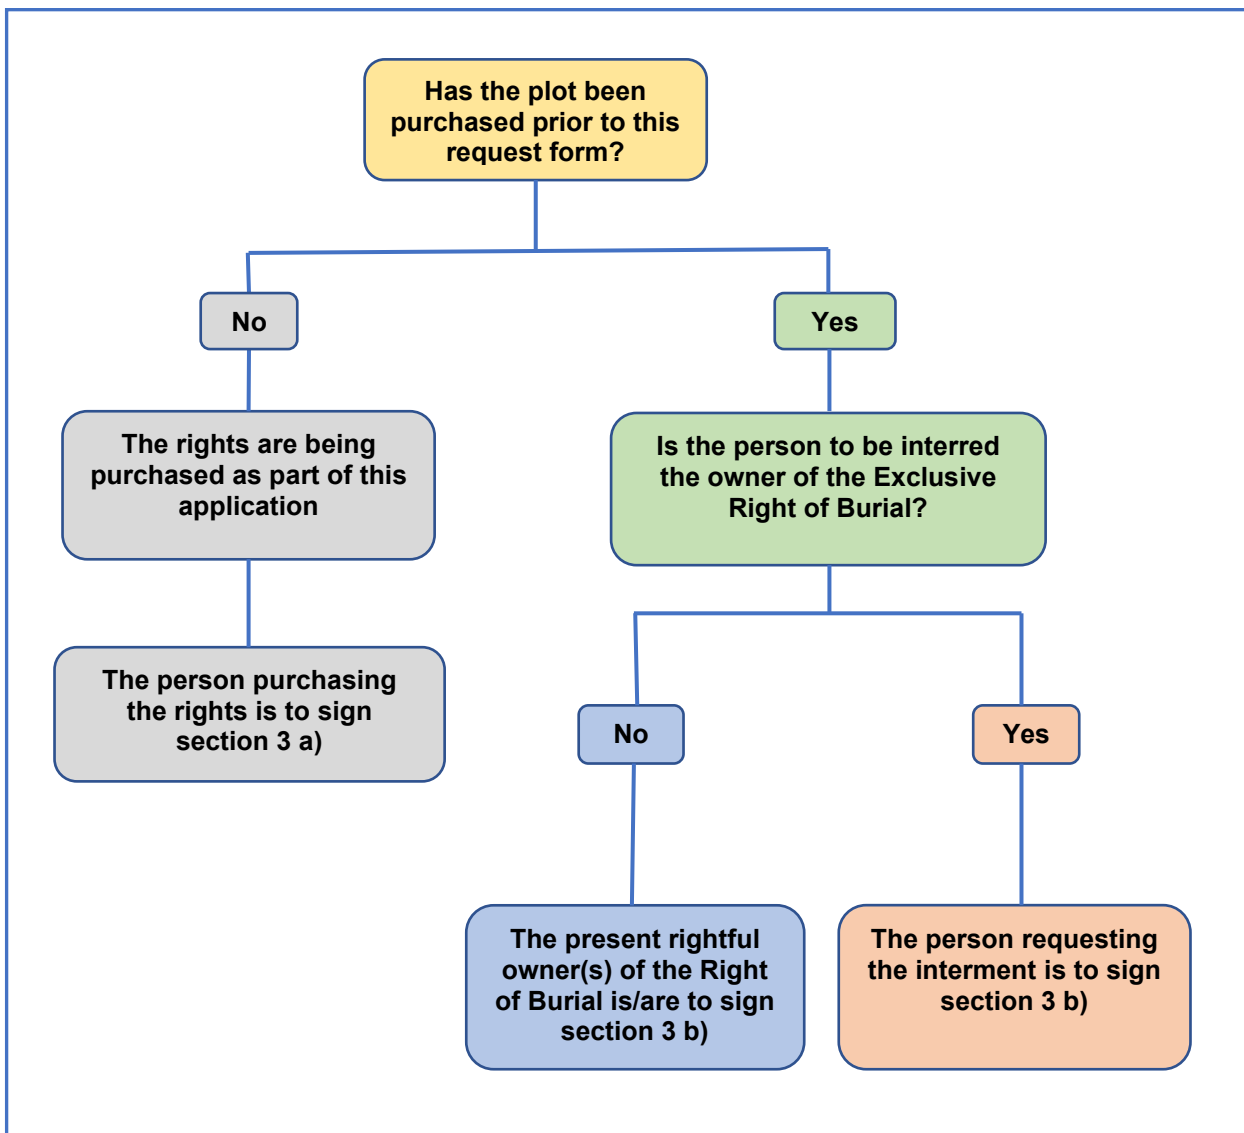 Has the plot been
purchased prior to this
request form?
No
Yes
The rights are being
purchased as part of this
application
Is the person to be interred
the owner of the Exclusive
Right of Burial?
The person purchasing
the rights is to sign
section 3 a)
No
Yes
The present rightful
owner(s) of the Right
of Burial is/are to sign
section 3 b)
The person requesting
the interment is to sign
section 3 b)